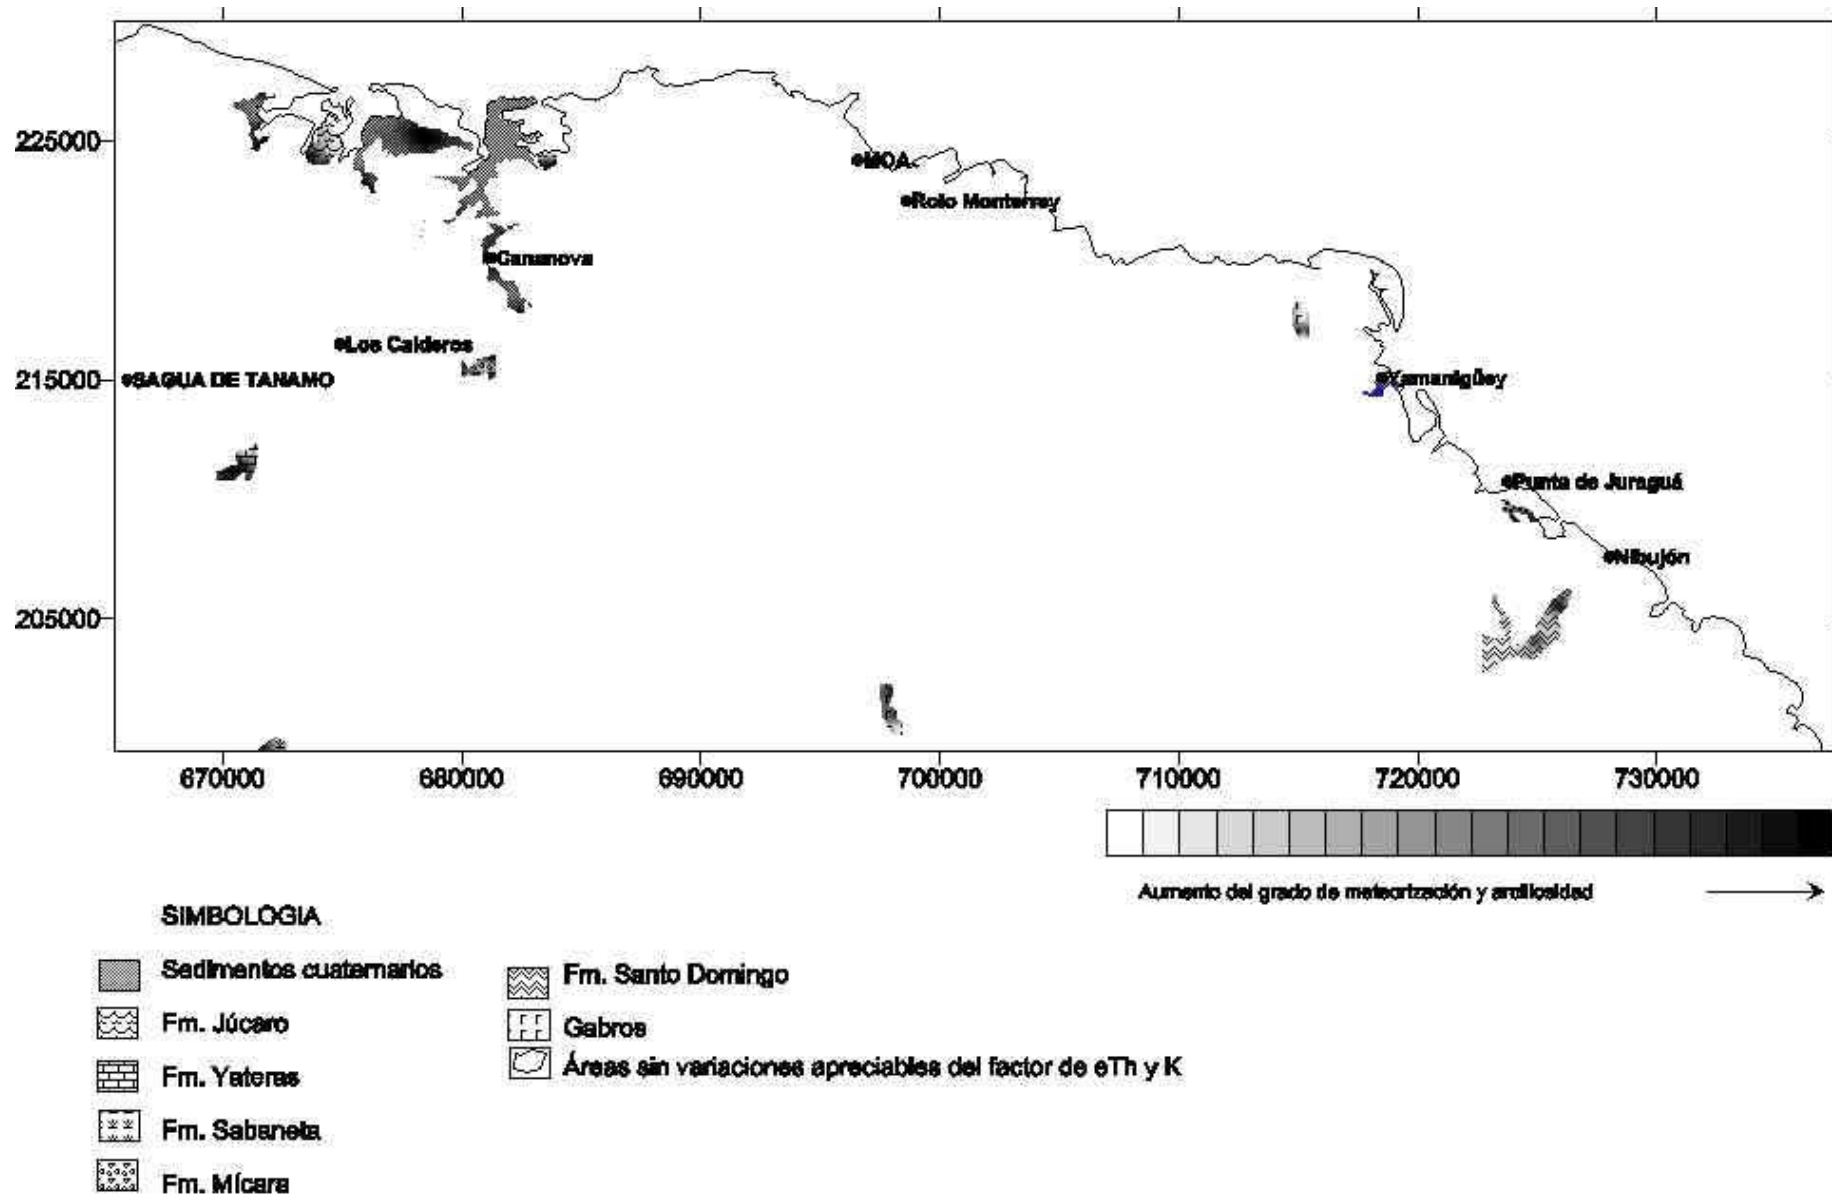 225000
MOA
Rolo Monterrey
Cananova
Los Calderos
215000
SAGUA DE TANAMO
Yamanigüey
Punta de Juraguá
Nibujón
205000
670000 680000 690000 700000 710000 720000 730000
Aumento del grado de meteorización y arcillosidad
SIMBOLOGIA
Sedimentos cuaternarios
Fm. Júcaro
Fm. Yateras
Fm. Sabaneta
Fm. Mícara
Fm. Santo Domingo
Gabros
Áreas sin variaciones apreciables del factor de eTh y K